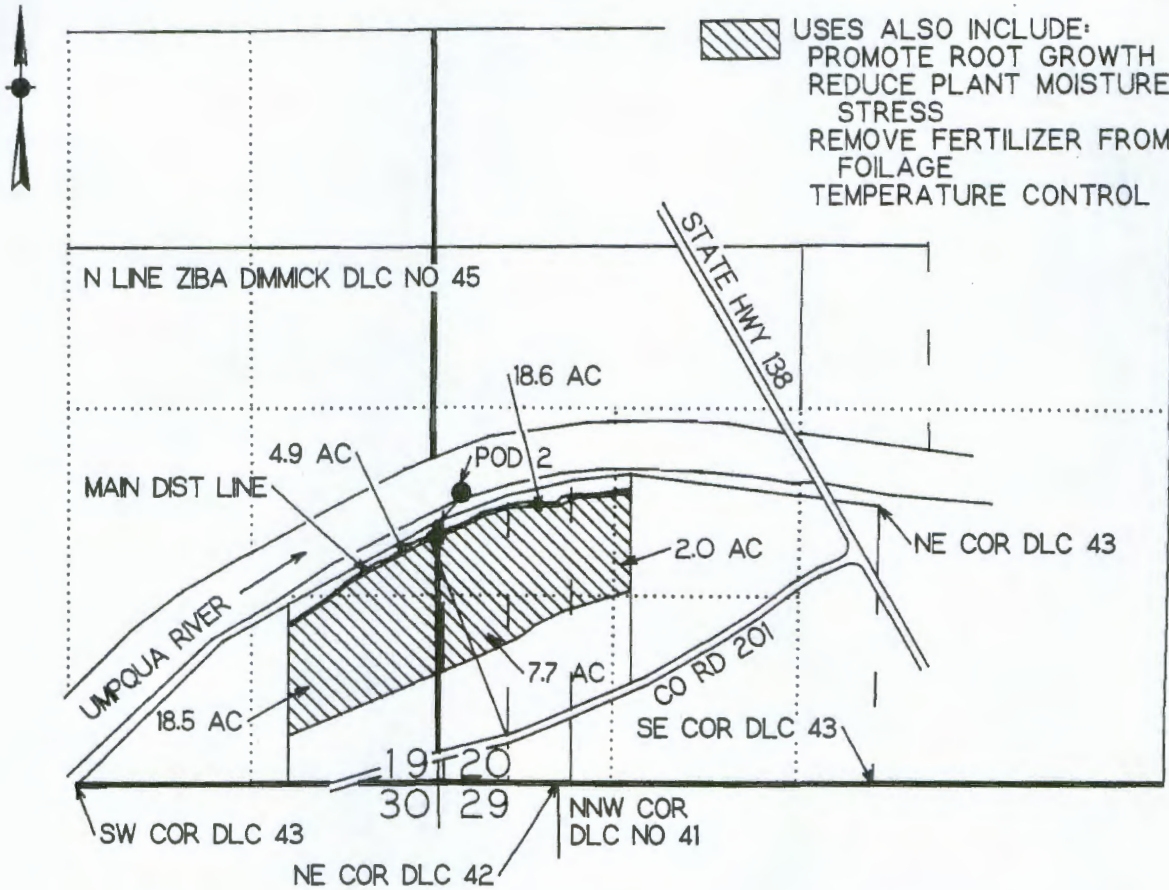 USES ALSO INCLUDE:
PROMOTE ROOT GROWTH
REDUCE PLANT MOISTURE
STRESS
REMOVE FERTILIZER FROM
FOILAGE
TEMPERATURE CONTROL
STATE HWY 138
N LINE ZIBA DIMMICK DLC NO 45
18.6 AC
4.9 AC
POD 2
MAIN DIST LINE
NE COR DLC 43
2.0 AC
UMPQUA RIVER
7.7 AC
CO RD 201
18.5 AC
SE COR DLC 43
19 20
30 29
NNW COR
DLC NO 41
SW COR DLC 43
NE COR DLC 42